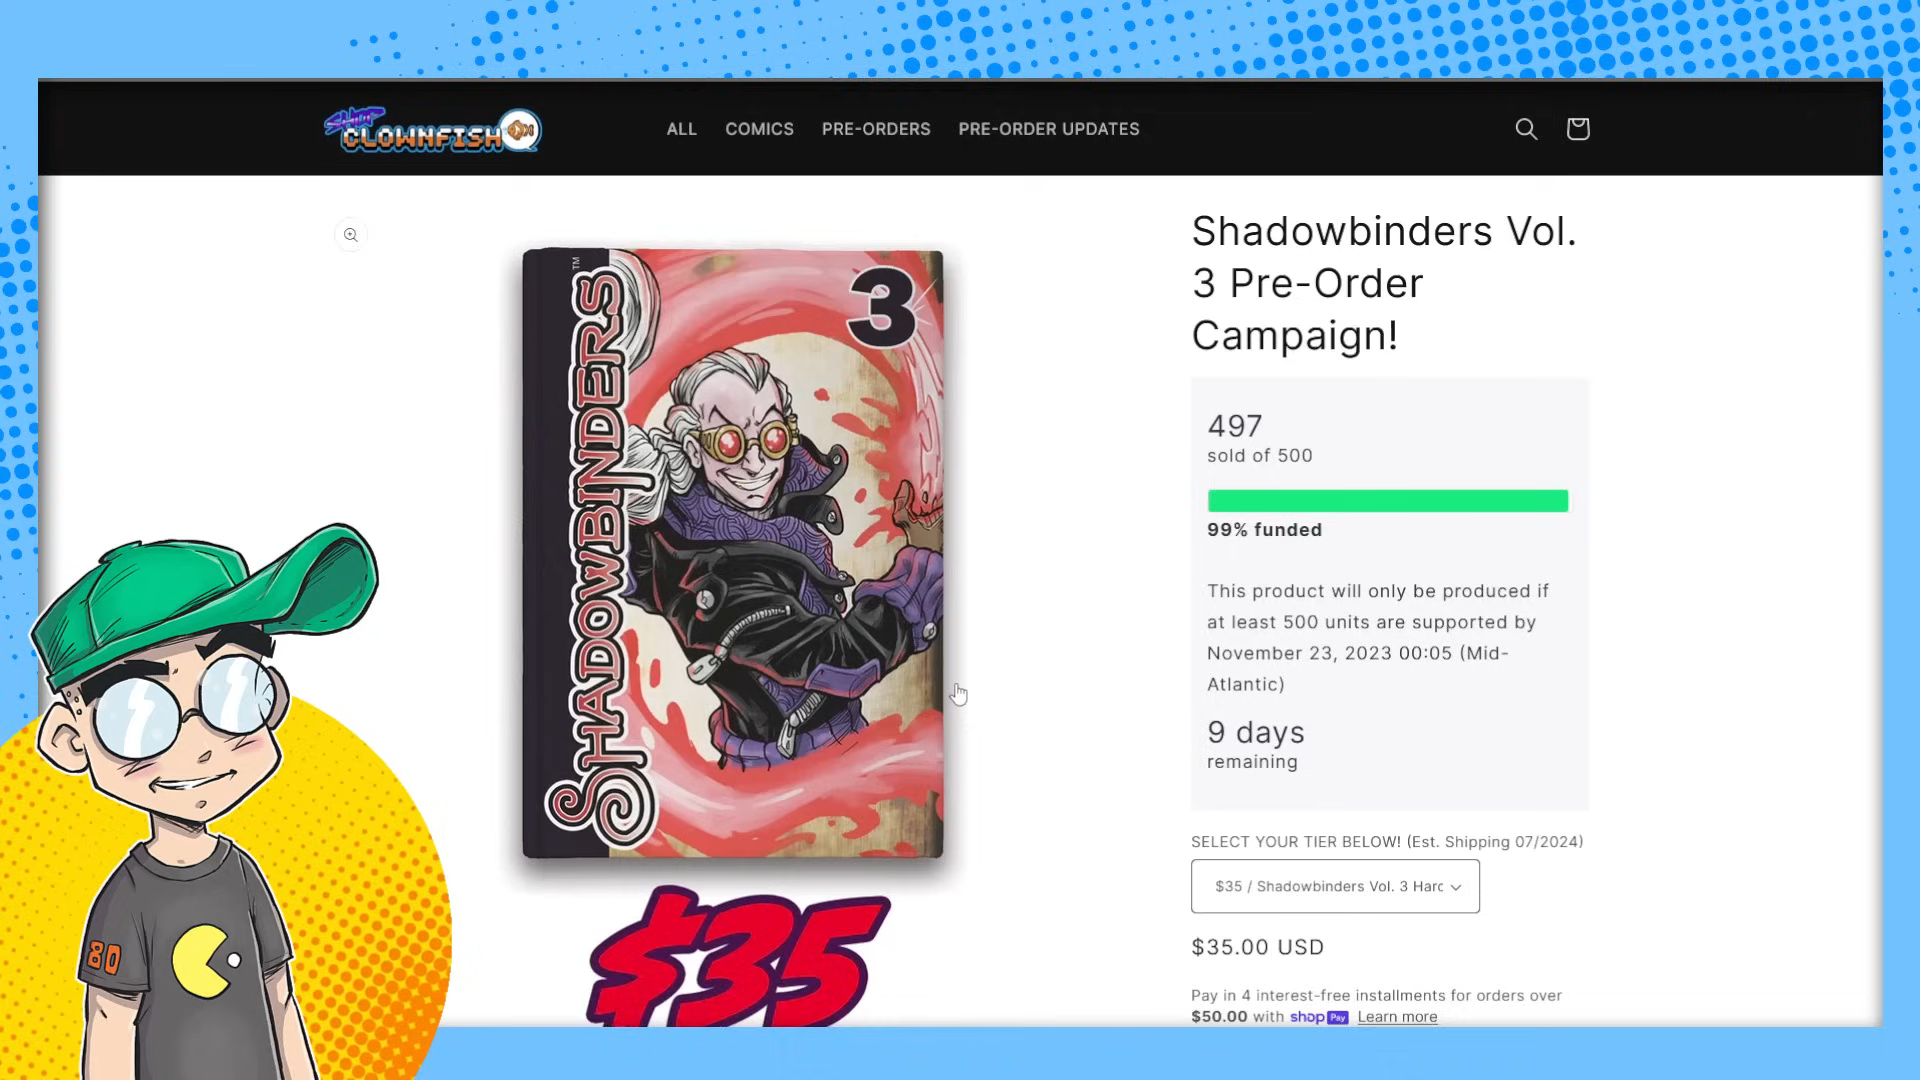 SHOP
CLOWNFISH
ALL COMICS PRE-ORDERS PRE-ORDER UPDATES
SHADOWBINDERS™
3
$35
Shadowbinders Vol.
3 Pre-Order
Campaign!
497
sold of 500
99% funded
This product will only be produced if
at least 500 units are supported by
November 23, 2023 00:05 (Mid-
Atlantic)
9 days
remaining
SELECT YOUR TIER BELOW! (Est. Shipping 07/2024)
$35 / Shadowbinders Vol. 3 Harc
$35.00 USD
Pay in 4 interest-free installments for orders over
$50.00 with shop Pay Learn more
80